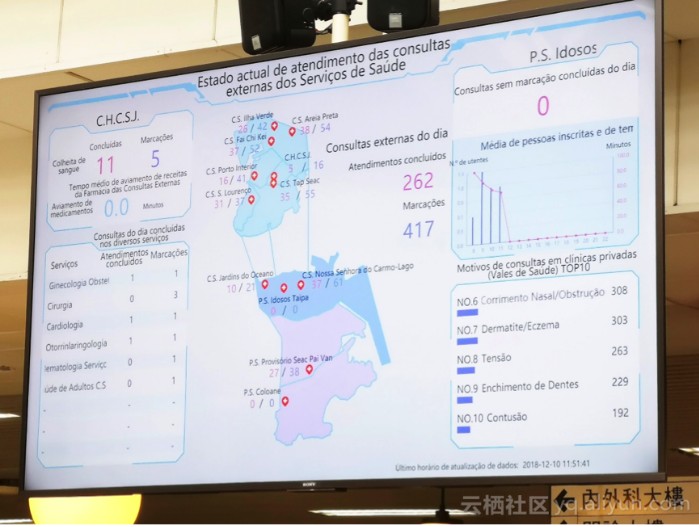 Estado actual de atendimento das consultas
externas dos Serviços de Saúde
C.H.C.S.J.
Concluídas Marcações
Colheita de
sangue 11 5
Tempo médio de aviamento de receitas
da Farmácia das Consultas Externas
Aviamento de
medicamentos 0.0 Minutos
Consultas do dia concluídas
nos diversos serviços
Serviços Atendimentos
concluídos Marcações
Ginecologia Obstet 1 1
Cirurgia 0 3
Cardiologia 1 1
Otorrinlaringologia 1 1
lematologia Serviço 0 1
úde de Adultos C.S 0 1
- - -
- - -
- - -
C.S. Ilha Verde
26 / 42
C.S. Areia Preta
38 / 54
C.S. Fai Chi Kei
37 / 52
C.S. Porto Interior
16 / 41
C.H.C.S.J.
5 / 16
C.S. S. Lourenço
31 / 37
C.S. Tap Seac
35 / 55
C.S. Jardins do Oceano
10 / 21
C.S. Nossa Senhora do Carmo-Lago
37 / 61
P.S. Idosos Taipa
0 / 0
P.S. Provisório Seac Pai Van
27 / 38
P.S. Coloane
0 / 0
Consultas externas do dia
Atendimentos concluídos
262
Marcações
417
P.S. Idosos
Consultas sem marcação concluídas do dia
0
Média de pessoas inscritas e de tem
N.º de utentes Minutos
Motivos de consultas em clínicas privadas
(Vales de Saúde) TOP10
NO.6 Corrimento Nasal/Obstrução 308
NO.7 Dermatite/Eczema 303
NO.8 Tensão 263
NO.9 Enchimento de Dentes 229
NO.10 Contusão 192
Último horário de atualização de dados: 2018-12-10 11:51:41
SONY
內外科大樓
云栖社区 yq.aliyun.com